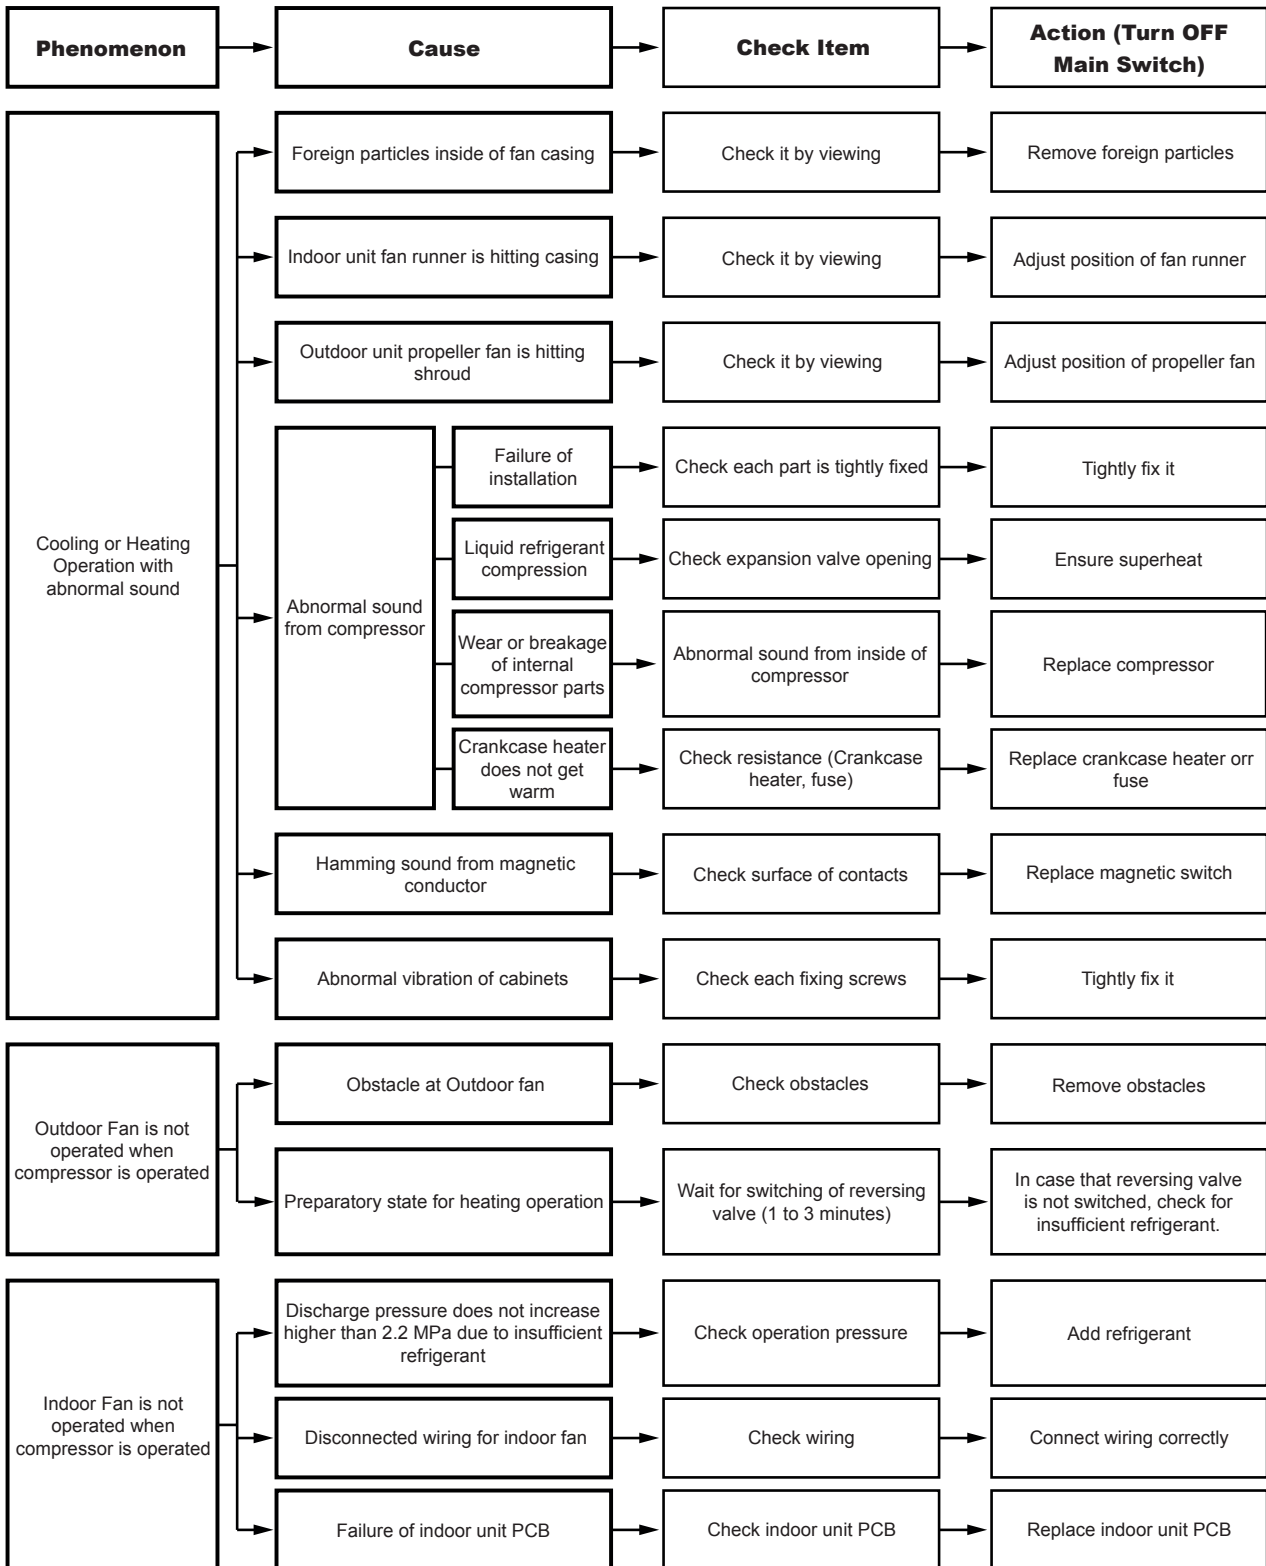 Phenomenon
Cause
Check Item
Action (Turn OFF
Main Switch)
Cooling or Heating
Operation with
abnormal sound
Foreign particles inside of fan casing
Check it by viewing
Remove foreign particles
Indoor unit fan runner is hitting casing
Check it by viewing
Adjust position of fan runner
Outdoor unit propeller fan is hitting
shroud
Check it by viewing
Adjust position of propeller fan
Abnormal sound
from compressor
Failure of
installation
Check each part is tightly fixed
Tightly fix it
Liquid refrigerant
compression
Check expansion valve opening
Ensure superheat
Wear or breakage
of internal
compressor parts
Abnormal sound from inside of
compressor
Replace compressor
Crankcase heater
does not get
warm
Check resistance (Crankcase
heater, fuse)
Replace crankcase heater orr
fuse
Hamming sound from magnetic
conductor
Check surface of contacts
Replace magnetic switch
Abnormal vibration of cabinets
Check each fixing screws
Tightly fix it
Outdoor Fan is not
operated when
compressor is operated
Obstacle at Outdoor fan
Check obstacles
Remove obstacles
Preparatory state for heating operation
Wait for switching of reversing
valve (1 to 3 minutes)
In case that reversing valve
is not switched, check for
insufficient refrigerant.
Indoor Fan is not
operated when
compressor is operated
Discharge pressure does not increase
higher than 2.2 MPa due to insufficient
refrigerant
Check operation pressure
Add refrigerant
Disconnected wiring for indoor fan
Check wiring
Connect wiring correctly
Failure of indoor unit PCB
Check indoor unit PCB
Replace indoor unit PCB